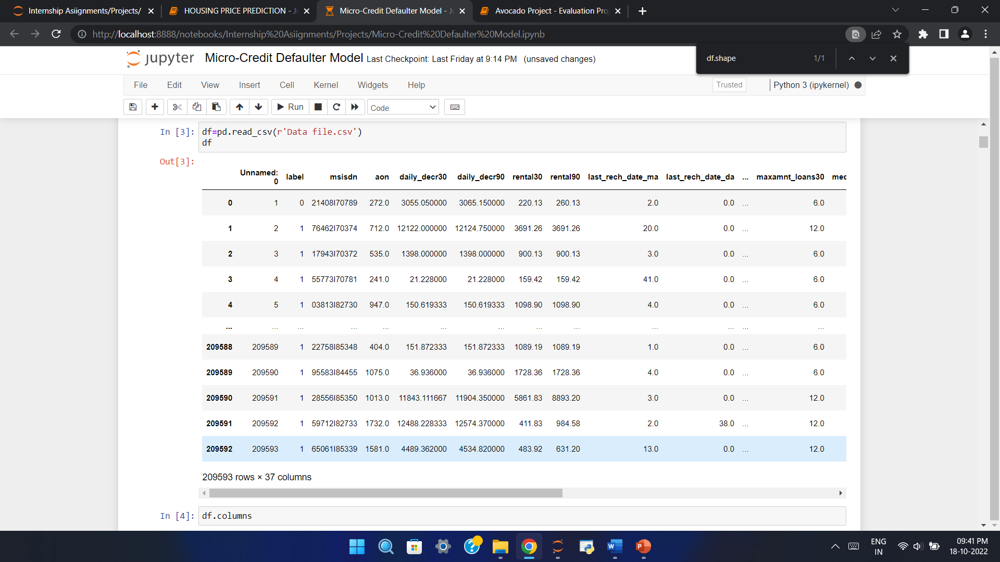 Internship Asiignments/Projects/
HOUSING PRICE PREDICTION - J
Micro-Credit Defaulter Model - J
Avocado Project - Evaluation Pro
http://localhost:8888/notebooks/Internship%20Asiignments/Projects/Micro-Credit%20Defaulter%20Model.ipynb
df.shape 1/1
jupyter Micro-Credit Defaulter Model Last Checkpoint: Last Friday at 9:14 PM (unsaved changes)
File Edit View Insert Cell Kernel Widgets Help Trusted Python 3 (ipykernel)
Run Code
In [3]: df=pd.read_csv(r'Data file.csv')
df
Out[3]:
Unnamed: 0 label msisdn aon daily_decr30 daily_decr90 rental30 rental90 last_rech_date_ma last_rech_date_da ... maxamnt_loans30 med
0 1 0 21408I70789 272.0 3055.050000 3065.150000 220.13 260.13 2.0 0.0 ... 6.0
1 2 1 76462I70374 712.0 12122.000000 12124.750000 3691.26 3691.26 20.0 0.0 ... 12.0
2 3 1 17943I70372 535.0 1398.000000 1398.000000 900.13 900.13 3.0 0.0 ... 6.0
3 4 1 55773I70781 241.0 21.228000 21.228000 159.42 159.42 41.0 0.0 ... 6.0
4 5 1 03813I82730 947.0 150.619333 150.619333 1098.90 1098.90 4.0 0.0 ... 6.0
... ... ... ... ... ... ... ... ... ... ... ... ...
209588 209589 1 22758I85348 404.0 151.872333 151.872333 1089.19 1089.19 1.0 0.0 ... 6.0
209589 209590 1 95583I84455 1075.0 36.936000 36.936000 1728.36 1728.36 4.0 0.0 ... 6.0
209590 209591 1 28556I85350 1013.0 11843.111667 11904.350000 5861.83 8893.20 3.0 0.0 ... 12.0
209591 209592 1 59712I82733 1732.0 12488.228333 12574.370000 411.83 984.58 2.0 38.0 ... 12.0
209592 209593 1 65061I85339 1581.0 4489.362000 4534.820000 483.92 631.20 13.0 0.0 ... 12.0
209593 rows × 37 columns
In [4]: df.columns
ENG
IN
09:41 PM
18-10-2022